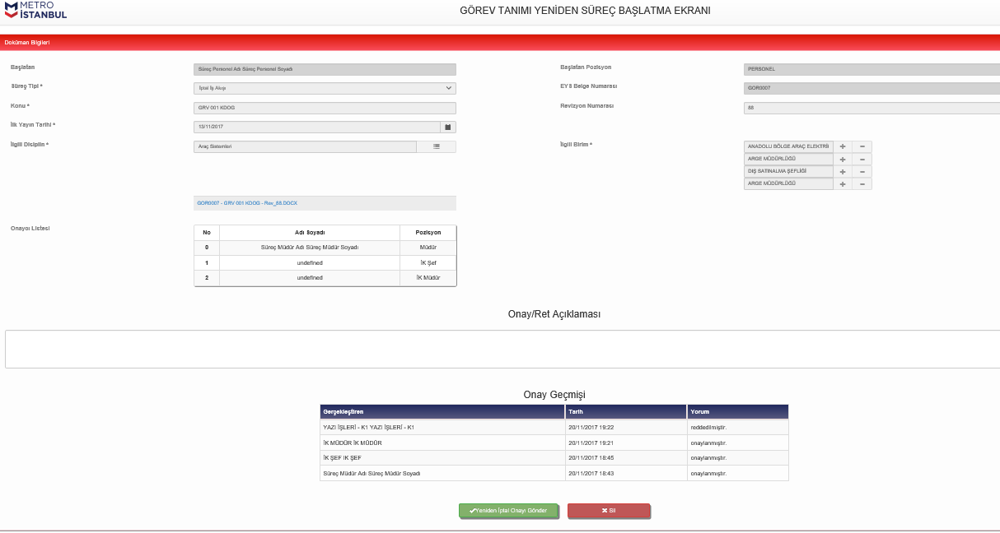 METRO
İSTANBUL
GÖREV TANIMI YENİDEN SÜREÇ BAŞLATMA EKRANI
Doküman Bilgileri
Başlatan
Süreç Personel Adı Süreç Personel Soyadı
Başlatan Pozisyon
PERSONEL
Süreç Tipi *
İptal İş Akışı
EYS Belge Numarası
GOR0007
Konu *
GRV 001 KDOG
Revizyon Numarası
88
İlk Yayın Tarihi *
13/11/2017
İlgili Disiplin *
Araç Sistemleri
İlgili Birim *
ANADOLU BÖLGE ARAÇ ELEKTRİ
ARGE MÜDÜRLÜĞÜ
DIŞ SATINALMA ŞEFLİĞİ
ARGE MÜDÜRLÜĞÜ
GOR0007 - GRV 001 KDOG - Rev_88.DOCX
Onaycı Listesi
No Adı Soyadı Pozisyon
0 Süreç Müdür Adı Süreç Müdür Soyadı Müdür
1 undefined İK Şef
2 undefined İK Müdür
Onay/Ret Açıklaması
Onay Geçmişi
Gerçekleştiren Tarih Yorum
YAZI İŞLERİ - K1 YAZI İŞLERİ - K1 20/11/2017 19:22 reddedilmiştir.
İK MÜDÜR İK MÜDÜR 20/11/2017 19:21 onaylanmıştır.
İK ŞEF İK ŞEF 20/11/2017 18:45 onaylanmıştır.
Süreç Müdür Adı Süreç Müdür Soyadı 20/11/2017 18:43 onaylanmıştır.
Yeniden İptal Onayı Gönder
Sil